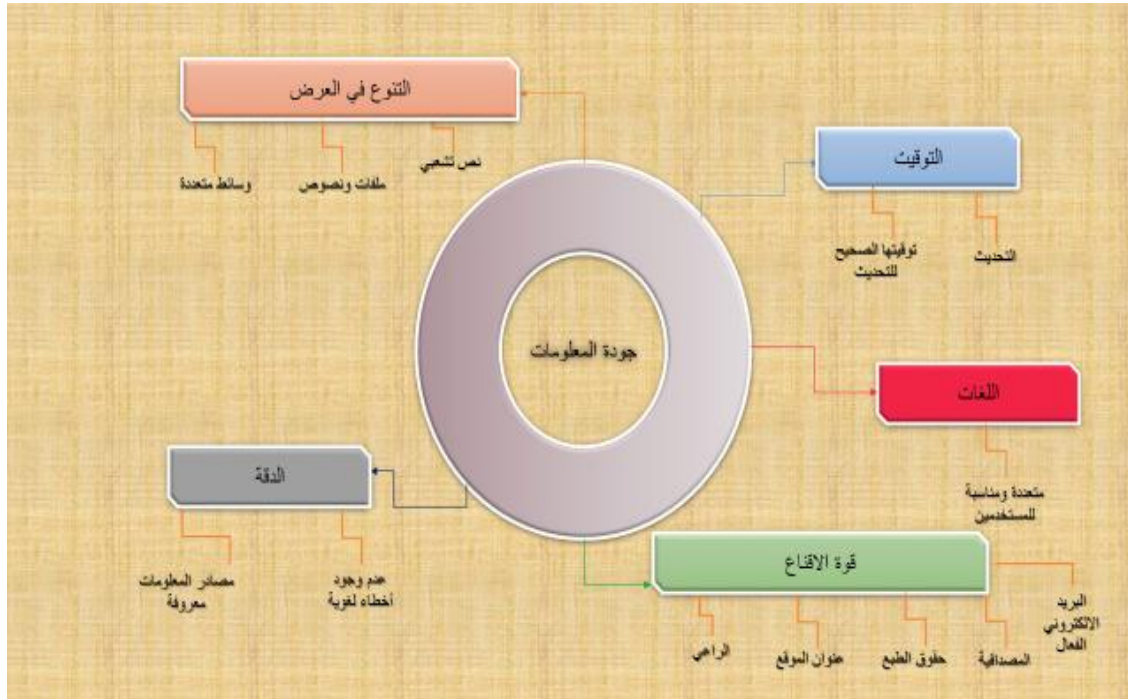 التنوع في العرض
نص تشعبي
ملفات ونصوص
وسائط متعددة
التوقيت
التحديث
توقيتها الصحيح
للتحديث
جودة المعلومات
اللغات
متعددة ومناسبة
للمستخدمين
الدقة
عدم وجود
أخطاء لغوية
مصادر المعلومات
معروفة
قوة الاقناع
البريد
الالكتروني
الفعال
المصداقية
حقوق الطبع
عنوان الموقع
الراعي